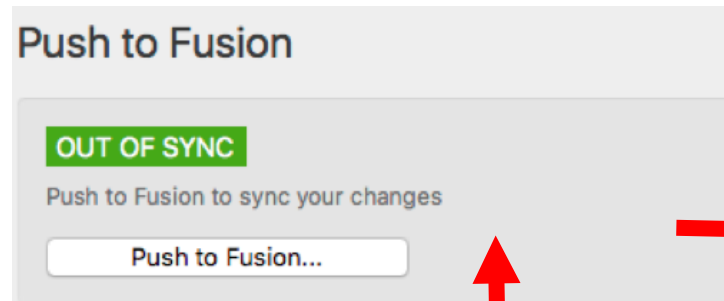 Push to Fusion
OUT OF SYNC
Push to Fusion to sync your changes
Push to Fusion...